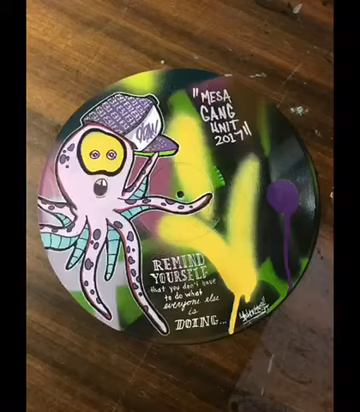 "MESA
GANG
UNIT
2017"
REMIND
YOURSELF
that you don't have
to do what
everyone else
is
DOING...